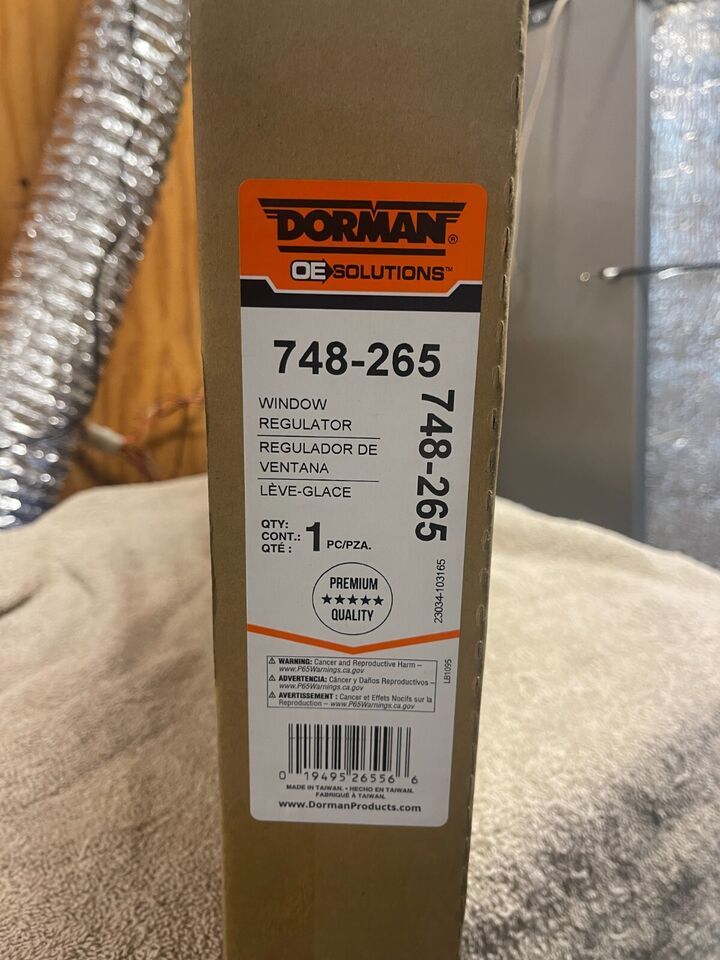 DORMAN®
OE SOLUTIONS™
748-265
WINDOW
REGULATOR
REGULADOR DE
VENTANA
LÈVE-GLACE
748-265
QTY:
CONT.:
QTÉ :
1 PC/PZA.
23034-103165
PREMIUM
★★★★★
QUALITY
LB1095
⚠ WARNING: Cancer and Reproductive Harm –
www.P65Warnings.ca.gov
⚠ ADVERTENCIA: Cáncer y Daños Reproductivos –
www.P65Warnings.ca.gov
⚠ AVERTISSEMENT : Cancer et Effets Nocifs sur la
Reproduction – www.P65Warnings.ca.gov
0 19495 26556 6
MADE IN TAIWAN. • HECHO EN TAIWAN.
FABRIQUÉ À TAIWAN.
www.DormanProducts.com